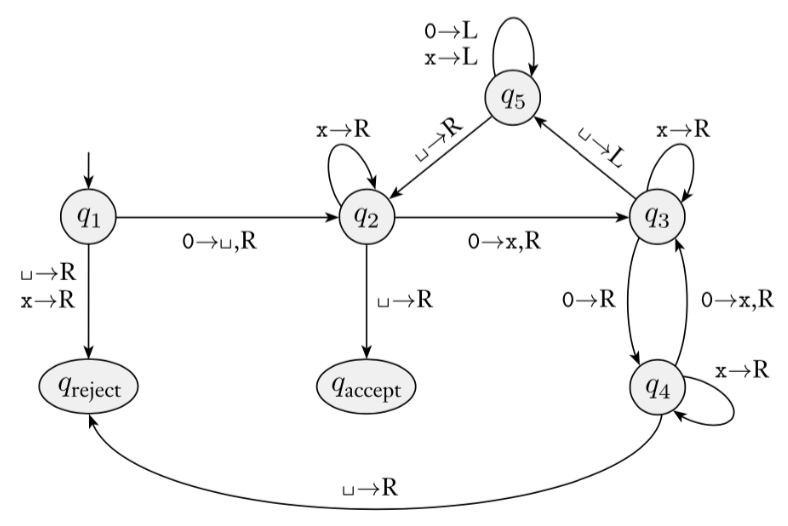 0→L
x→L
q5
x→R
⊔→R
⊔→L
x→R
q1
q2
q3
0→⊔,R
0→x,R
⊔→R
x→R
⊔→R
0→R
0→x,R
qreject
qaccept
q4
x→R
⊔→R